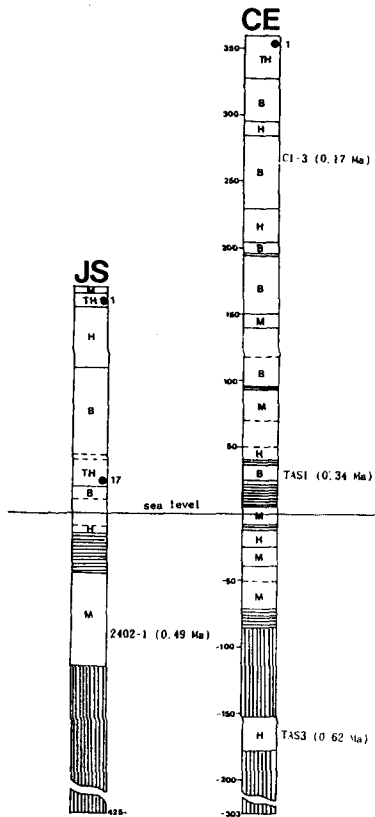 CE
350
TH 1
B
300
H
C1-3 (0.17 Ma)
B
250
H
200
B
B
JS
M
TH 1
150
M
H
B
100
B
M
50
H
TH
17
B
TAS1 (0.34 Ma)
B
sea level
M
H
H
M
-50
M
M
2402-1 (0.49 Ma)
-100
-150
H
TAS3 (0.62 Ma)
-200
425
-303